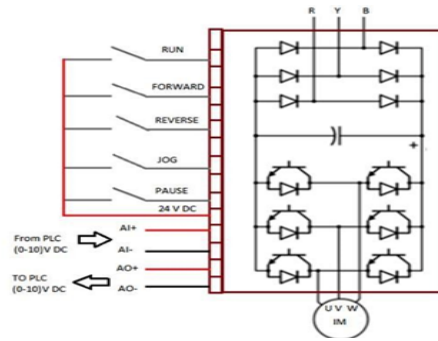 R Y B
RUN
FORWARD
REVERSE
JOG
PAUSE
24 V DC
AI+
From PLC
(0-10)V DC
AI-
AO+
TO PLC
(0-10)V DC
AO-
+
U V W
IM